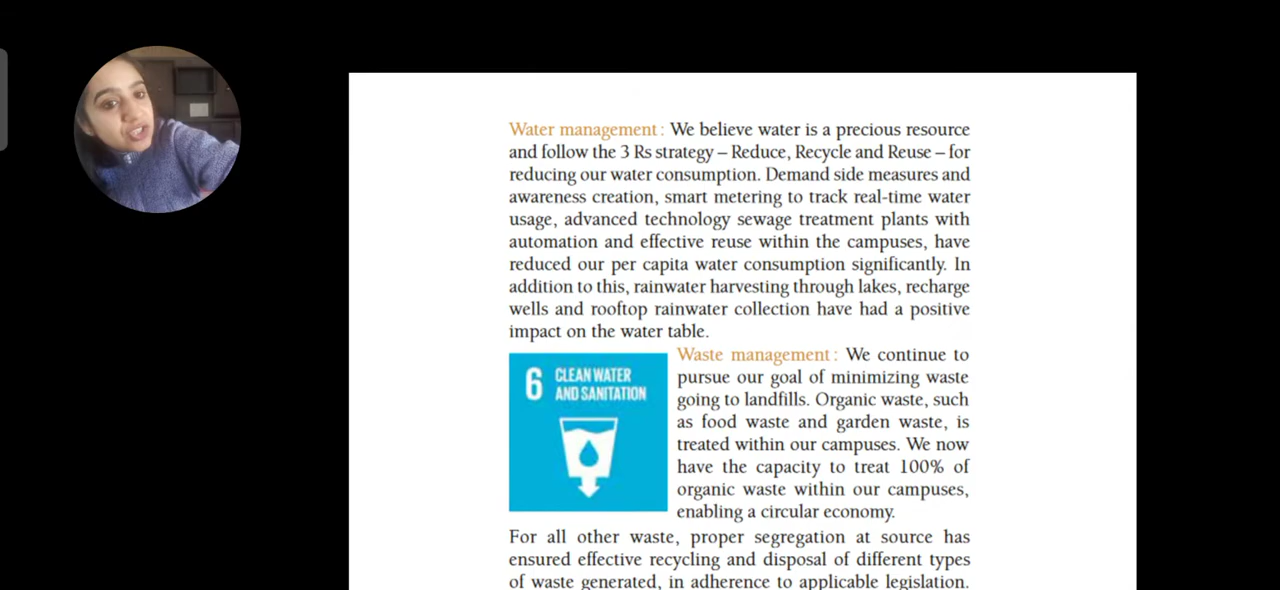 Water management : We believe water is a precious resource
and follow the 3 Rs strategy – Reduce, Recycle and Reuse – for
reducing our water consumption. Demand side measures and
awareness creation, smart metering to track real-time water
usage, advanced technology sewage treatment plants with
automation and effective reuse within the campuses, have
reduced our per capita water consumption significantly. In
addition to this, rainwater harvesting through lakes, recharge
wells and rooftop rainwater collection have had a positive
impact on the water table.
6 CLEAN WATER
AND SANITATION
Waste management : We continue to
pursue our goal of minimizing waste
going to landfills. Organic waste, such
as food waste and garden waste, is
treated within our campuses. We now
have the capacity to treat 100% of
organic waste within our campuses,
enabling a circular economy.
For all other waste, proper segregation at source has
ensured effective recycling and disposal of different types
of waste generated, in adherence to applicable legislation.